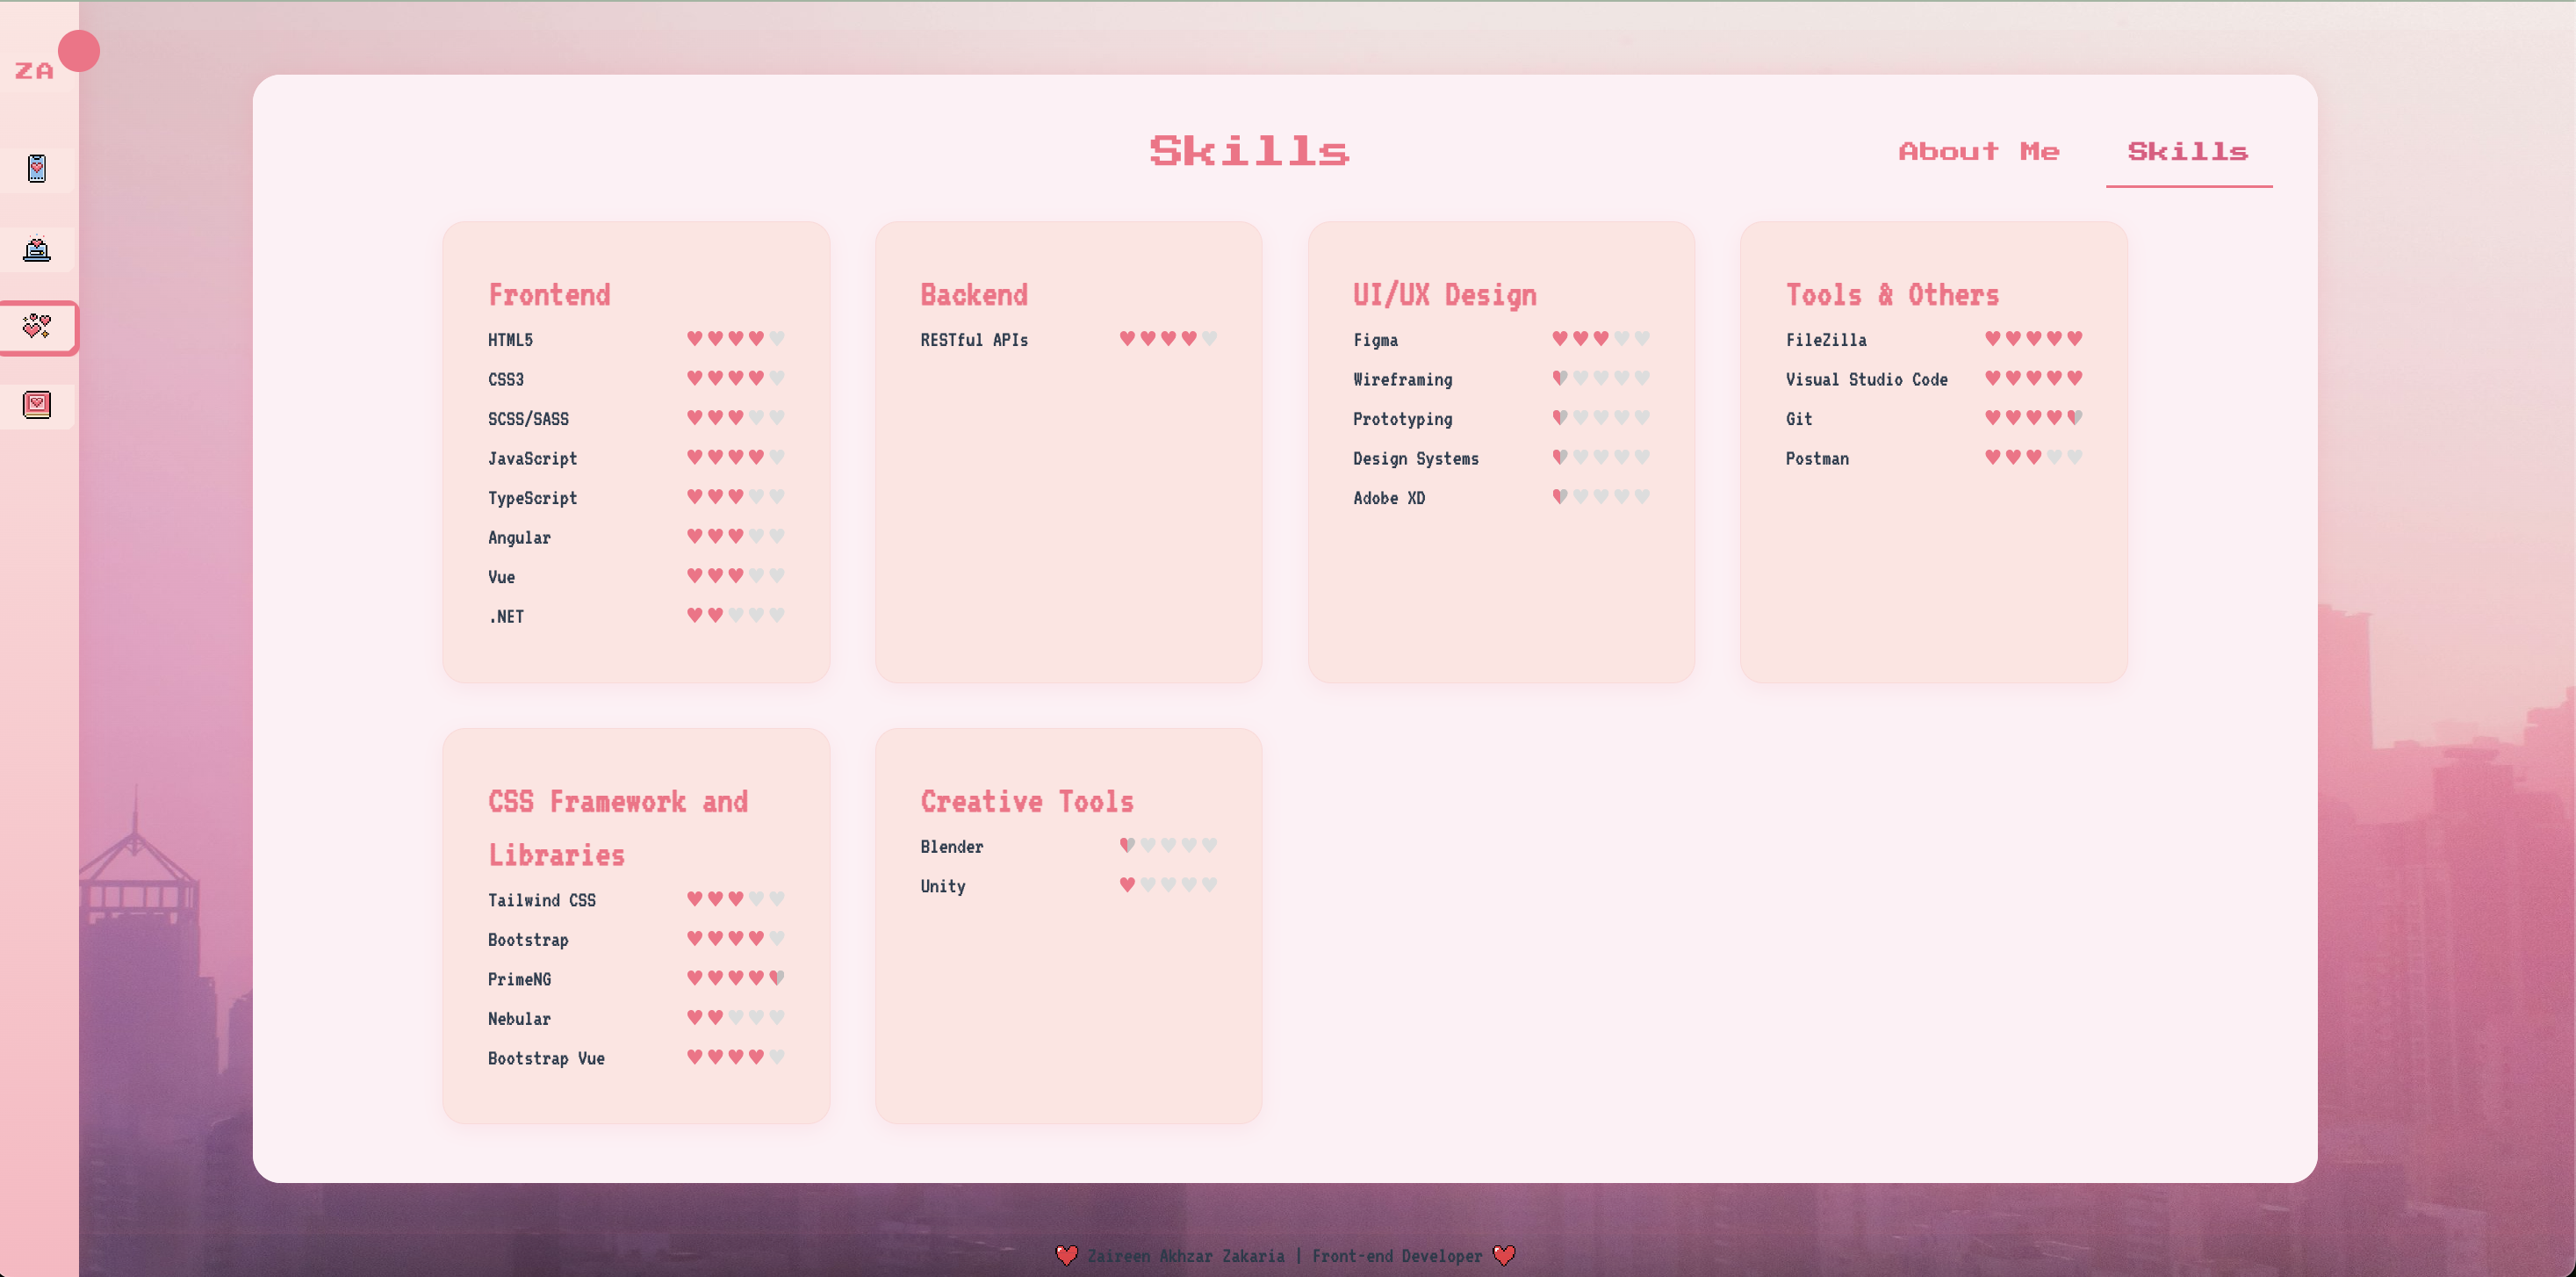 ZA
Skills
About Me
Skills
Frontend
HTML5
CSS3
SCSS/SASS
JavaScript
TypeScript
Angular
Vue
.NET
Backend
RESTful APIs
UI/UX Design
Figma
Wireframing
Prototyping
Design Systems
Adobe XD
Tools & Others
FileZilla
Visual Studio Code
Git
Postman
CSS Framework and
Libraries
Tailwind CSS
Bootstrap
PrimeNG
Nebular
Bootstrap Vue
Creative Tools
Blender
Unity
Zaireen Akhzar Zakaria | Front-end Developer